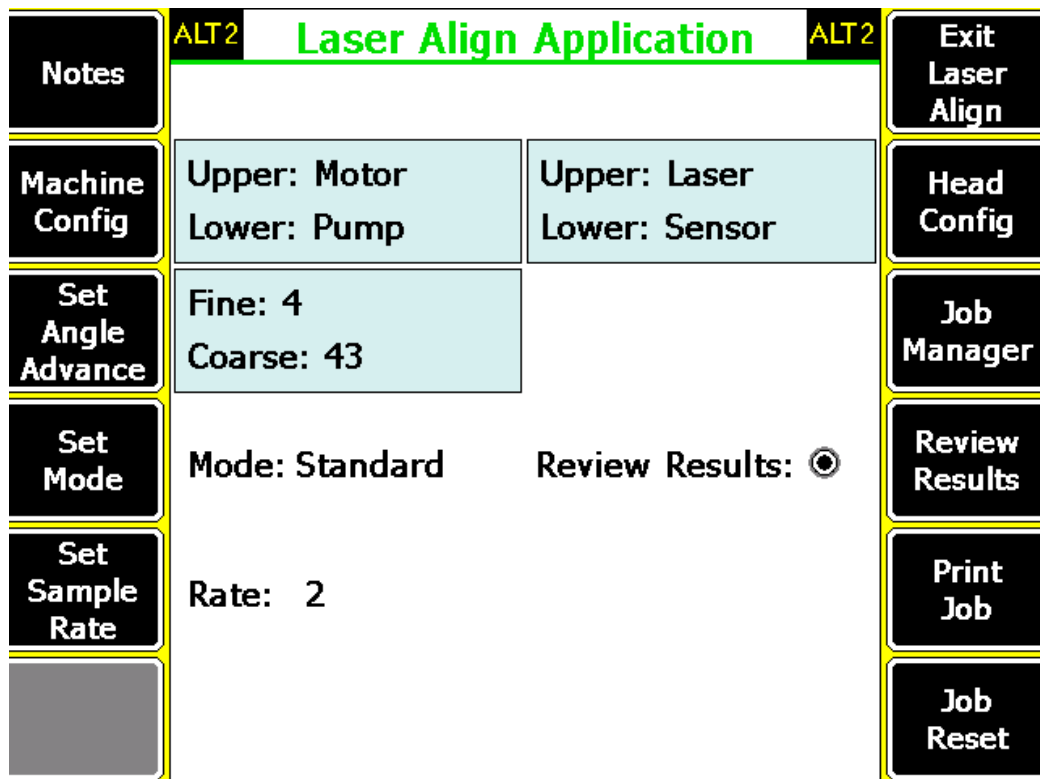 ALT2 Laser Align Application ALT2
Notes
Exit
Laser
Align
Machine
Config
Upper: Motor
Lower: Pump
Upper: Laser
Lower: Sensor
Head
Config
Set
Angle
Advance
Fine: 4
Coarse: 43
Job
Manager
Set
Mode
Mode: Standard
Review Results:
Review
Results
Set
Sample
Rate
Rate: 2
Print
Job
Job
Reset